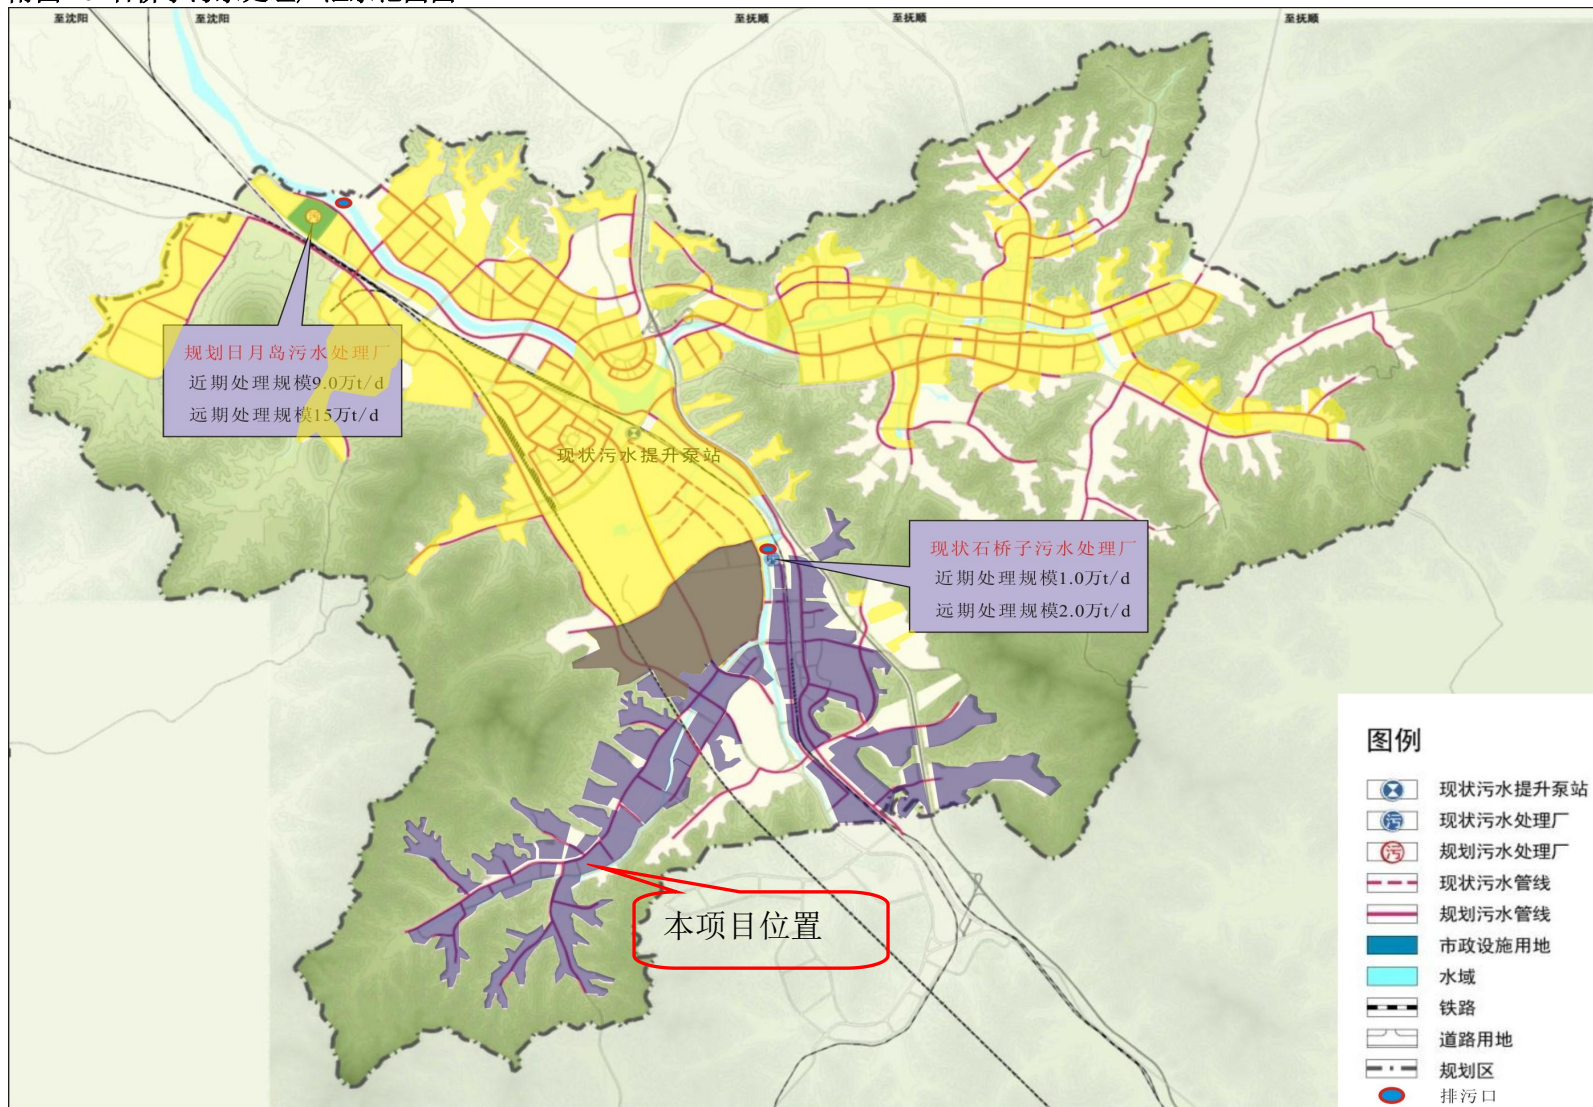 至沈阳
至沈阳
至抚顺
至抚顺
至抚顺
规划日月岛污水处理厂
近期处理规模9.0万t/d
远期处理规模15万t/d
现状污水提升泵站
现状石桥子污水处理厂
近期处理规模1.0万t/d
远期处理规模2.0万t/d
本项目位置
图例
现状污水提升泵站
污 现状污水处理厂
污 规划污水处理厂
现状污水管线
规划污水管线
市政设施用地
水域
铁路
道路用地
规划区
排污口